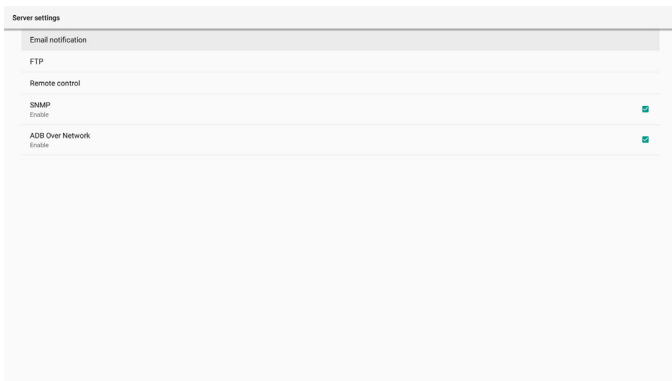 Server settings
Email notification
FTP
Remote control
SNMP
Enable
ADB Over Network
Enable